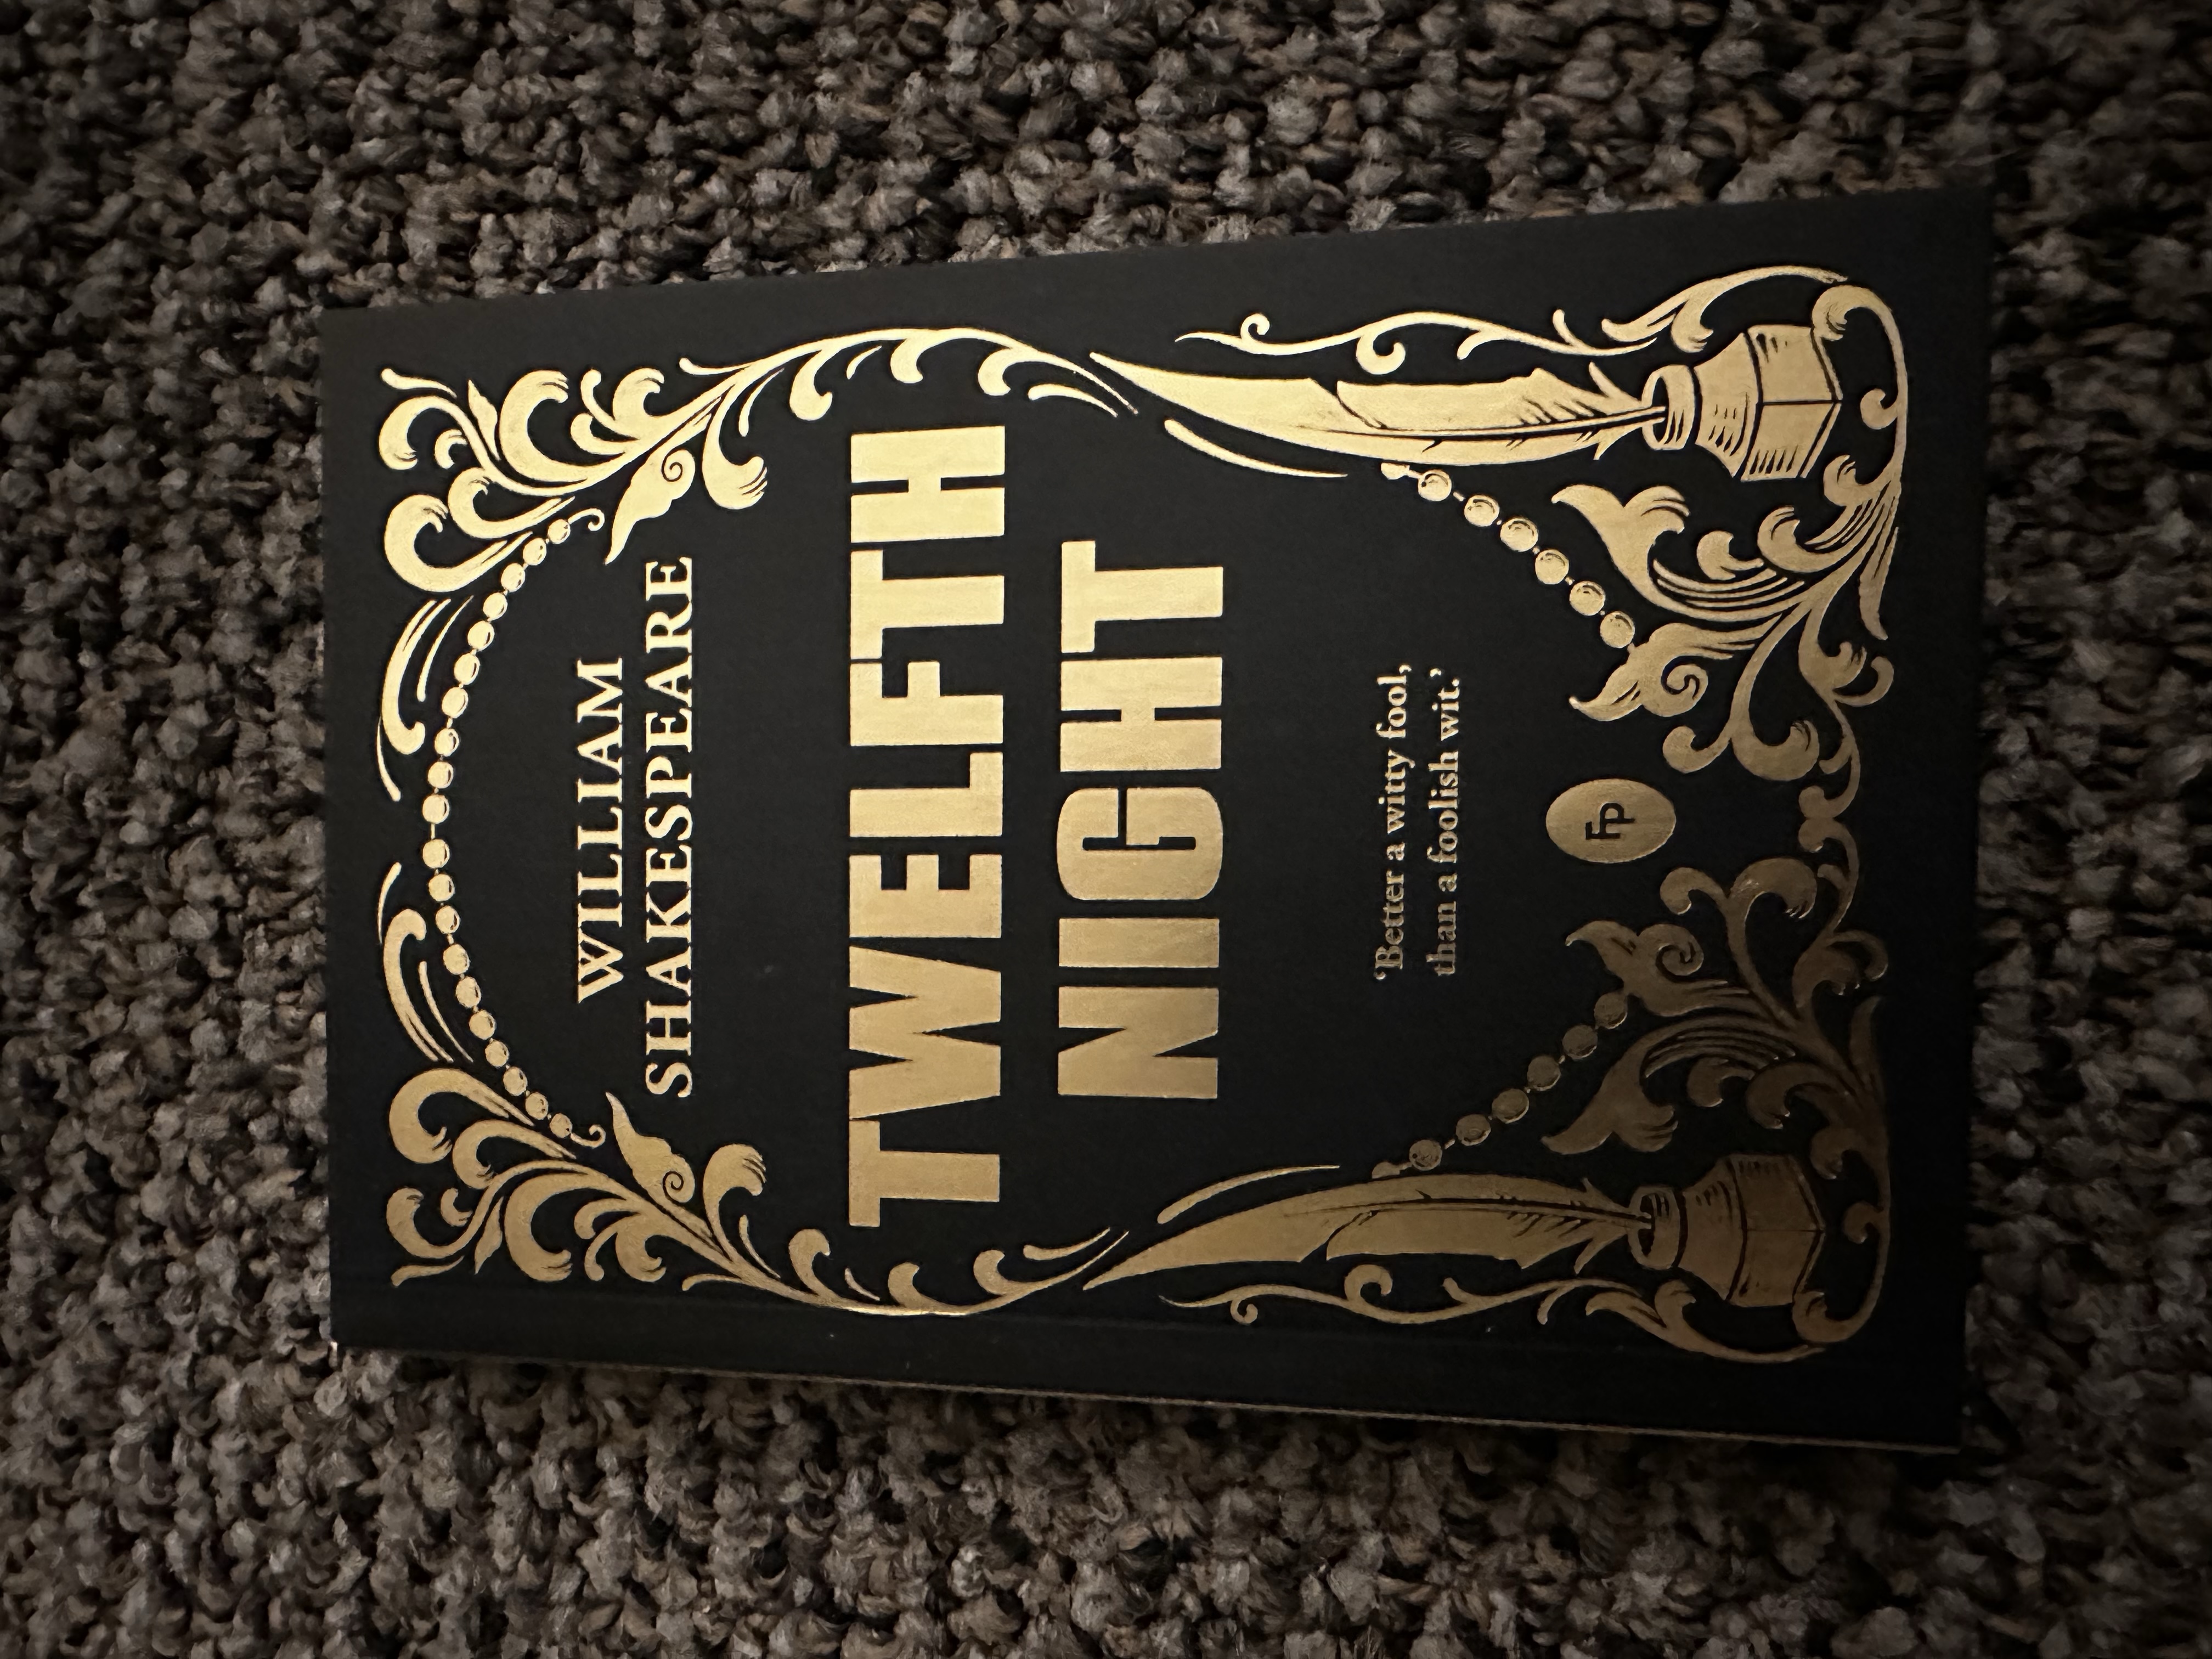 WILLIAM
SHAKESPEARE
TWELFTH
NIGHT
‘Better a witty fool,
than a foolish wit.’
FP